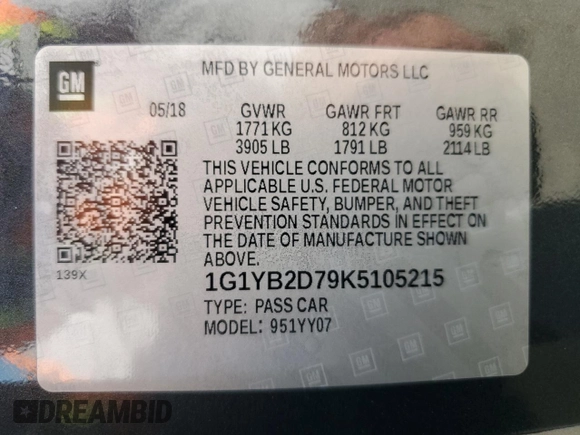 GM
MFD BY GENERAL MOTORS LLC
05/18 GVWR GAWR FRT GAWR RR
1771 KG 812 KG 959 KG
3905 LB 1791 LB 2114 LB
THIS VEHICLE CONFORMS TO ALL
APPLICABLE U.S. FEDERAL MOTOR
VEHICLE SAFETY, BUMPER, AND THEFT
PREVENTION STANDARDS IN EFFECT ON
THE DATE OF MANUFACTURE SHOWN
ABOVE.
139X
1G1YB2D79K5105215
TYPE: PASS CAR
MODEL: 951YY07
DREAMBID